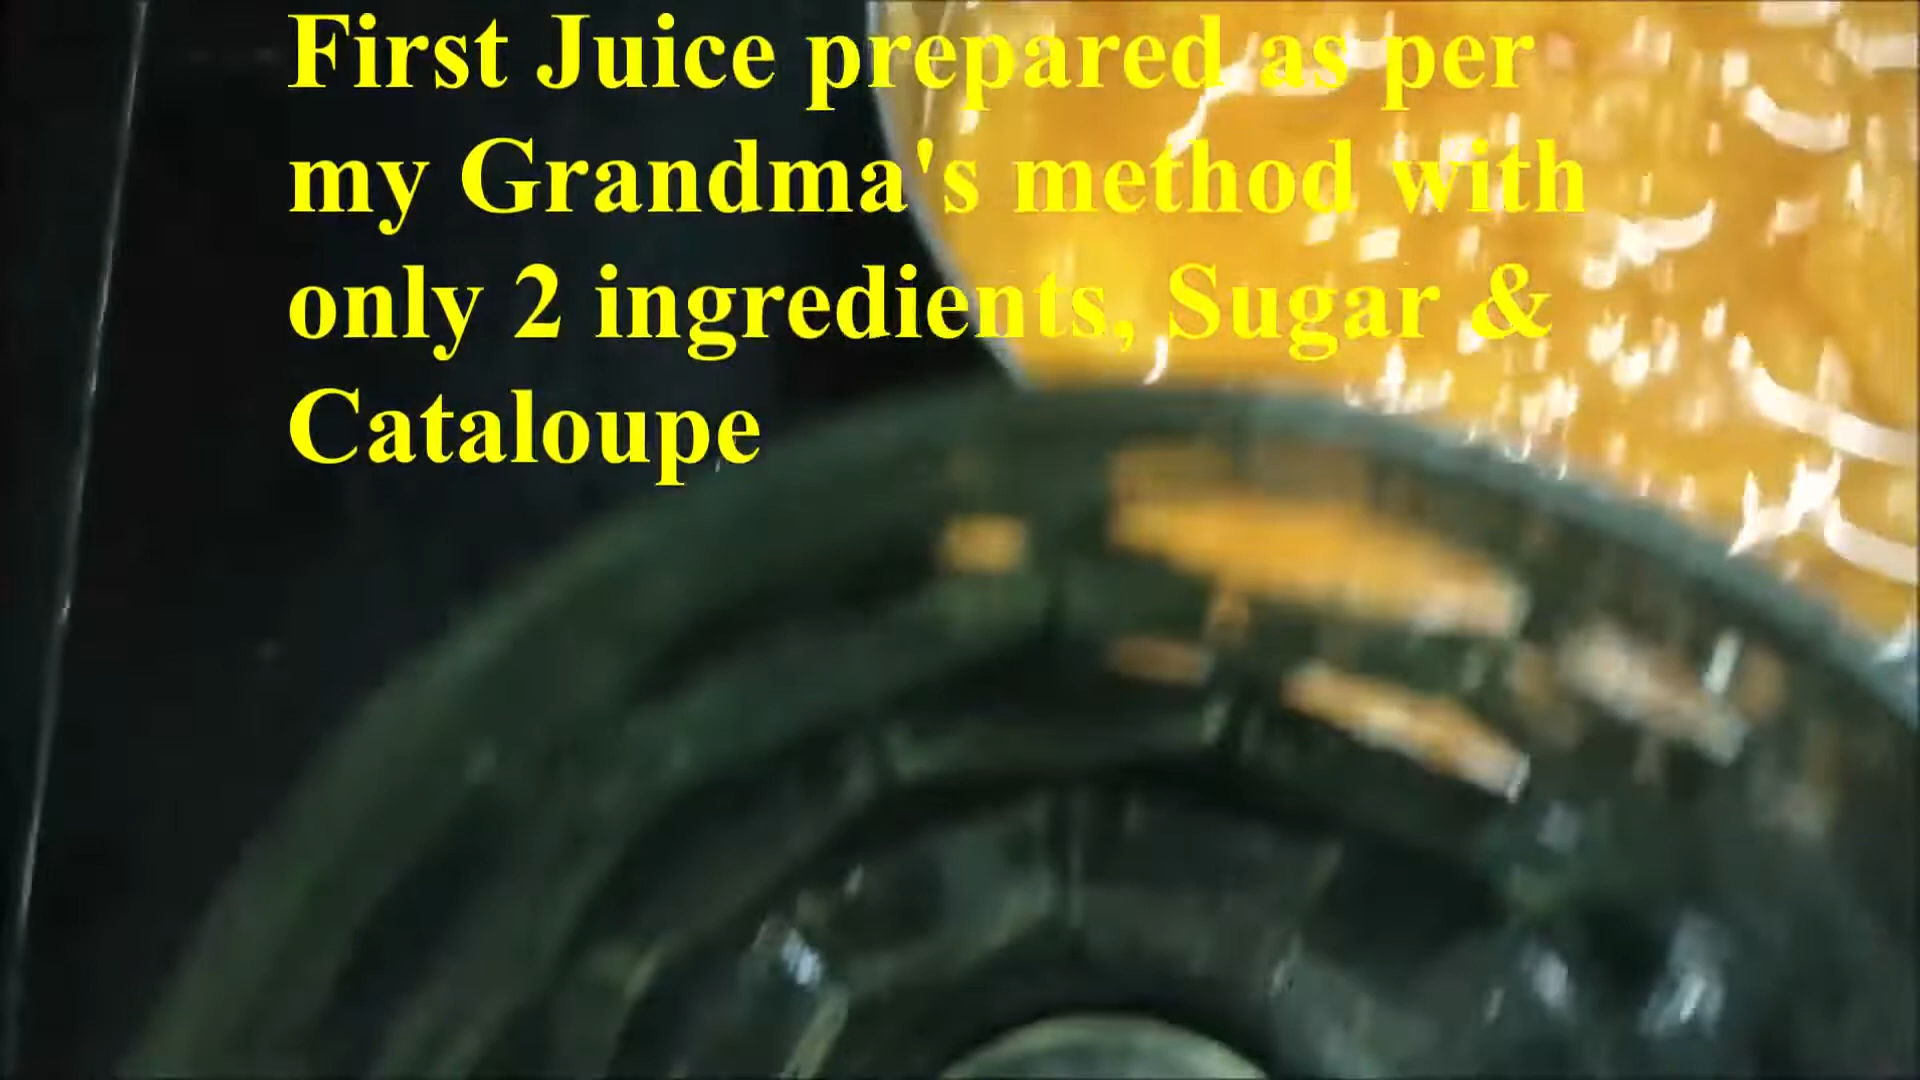 First Juice prepared as per
my Grandma's method with
only 2 ingredients, Sugar &
Cataloupe